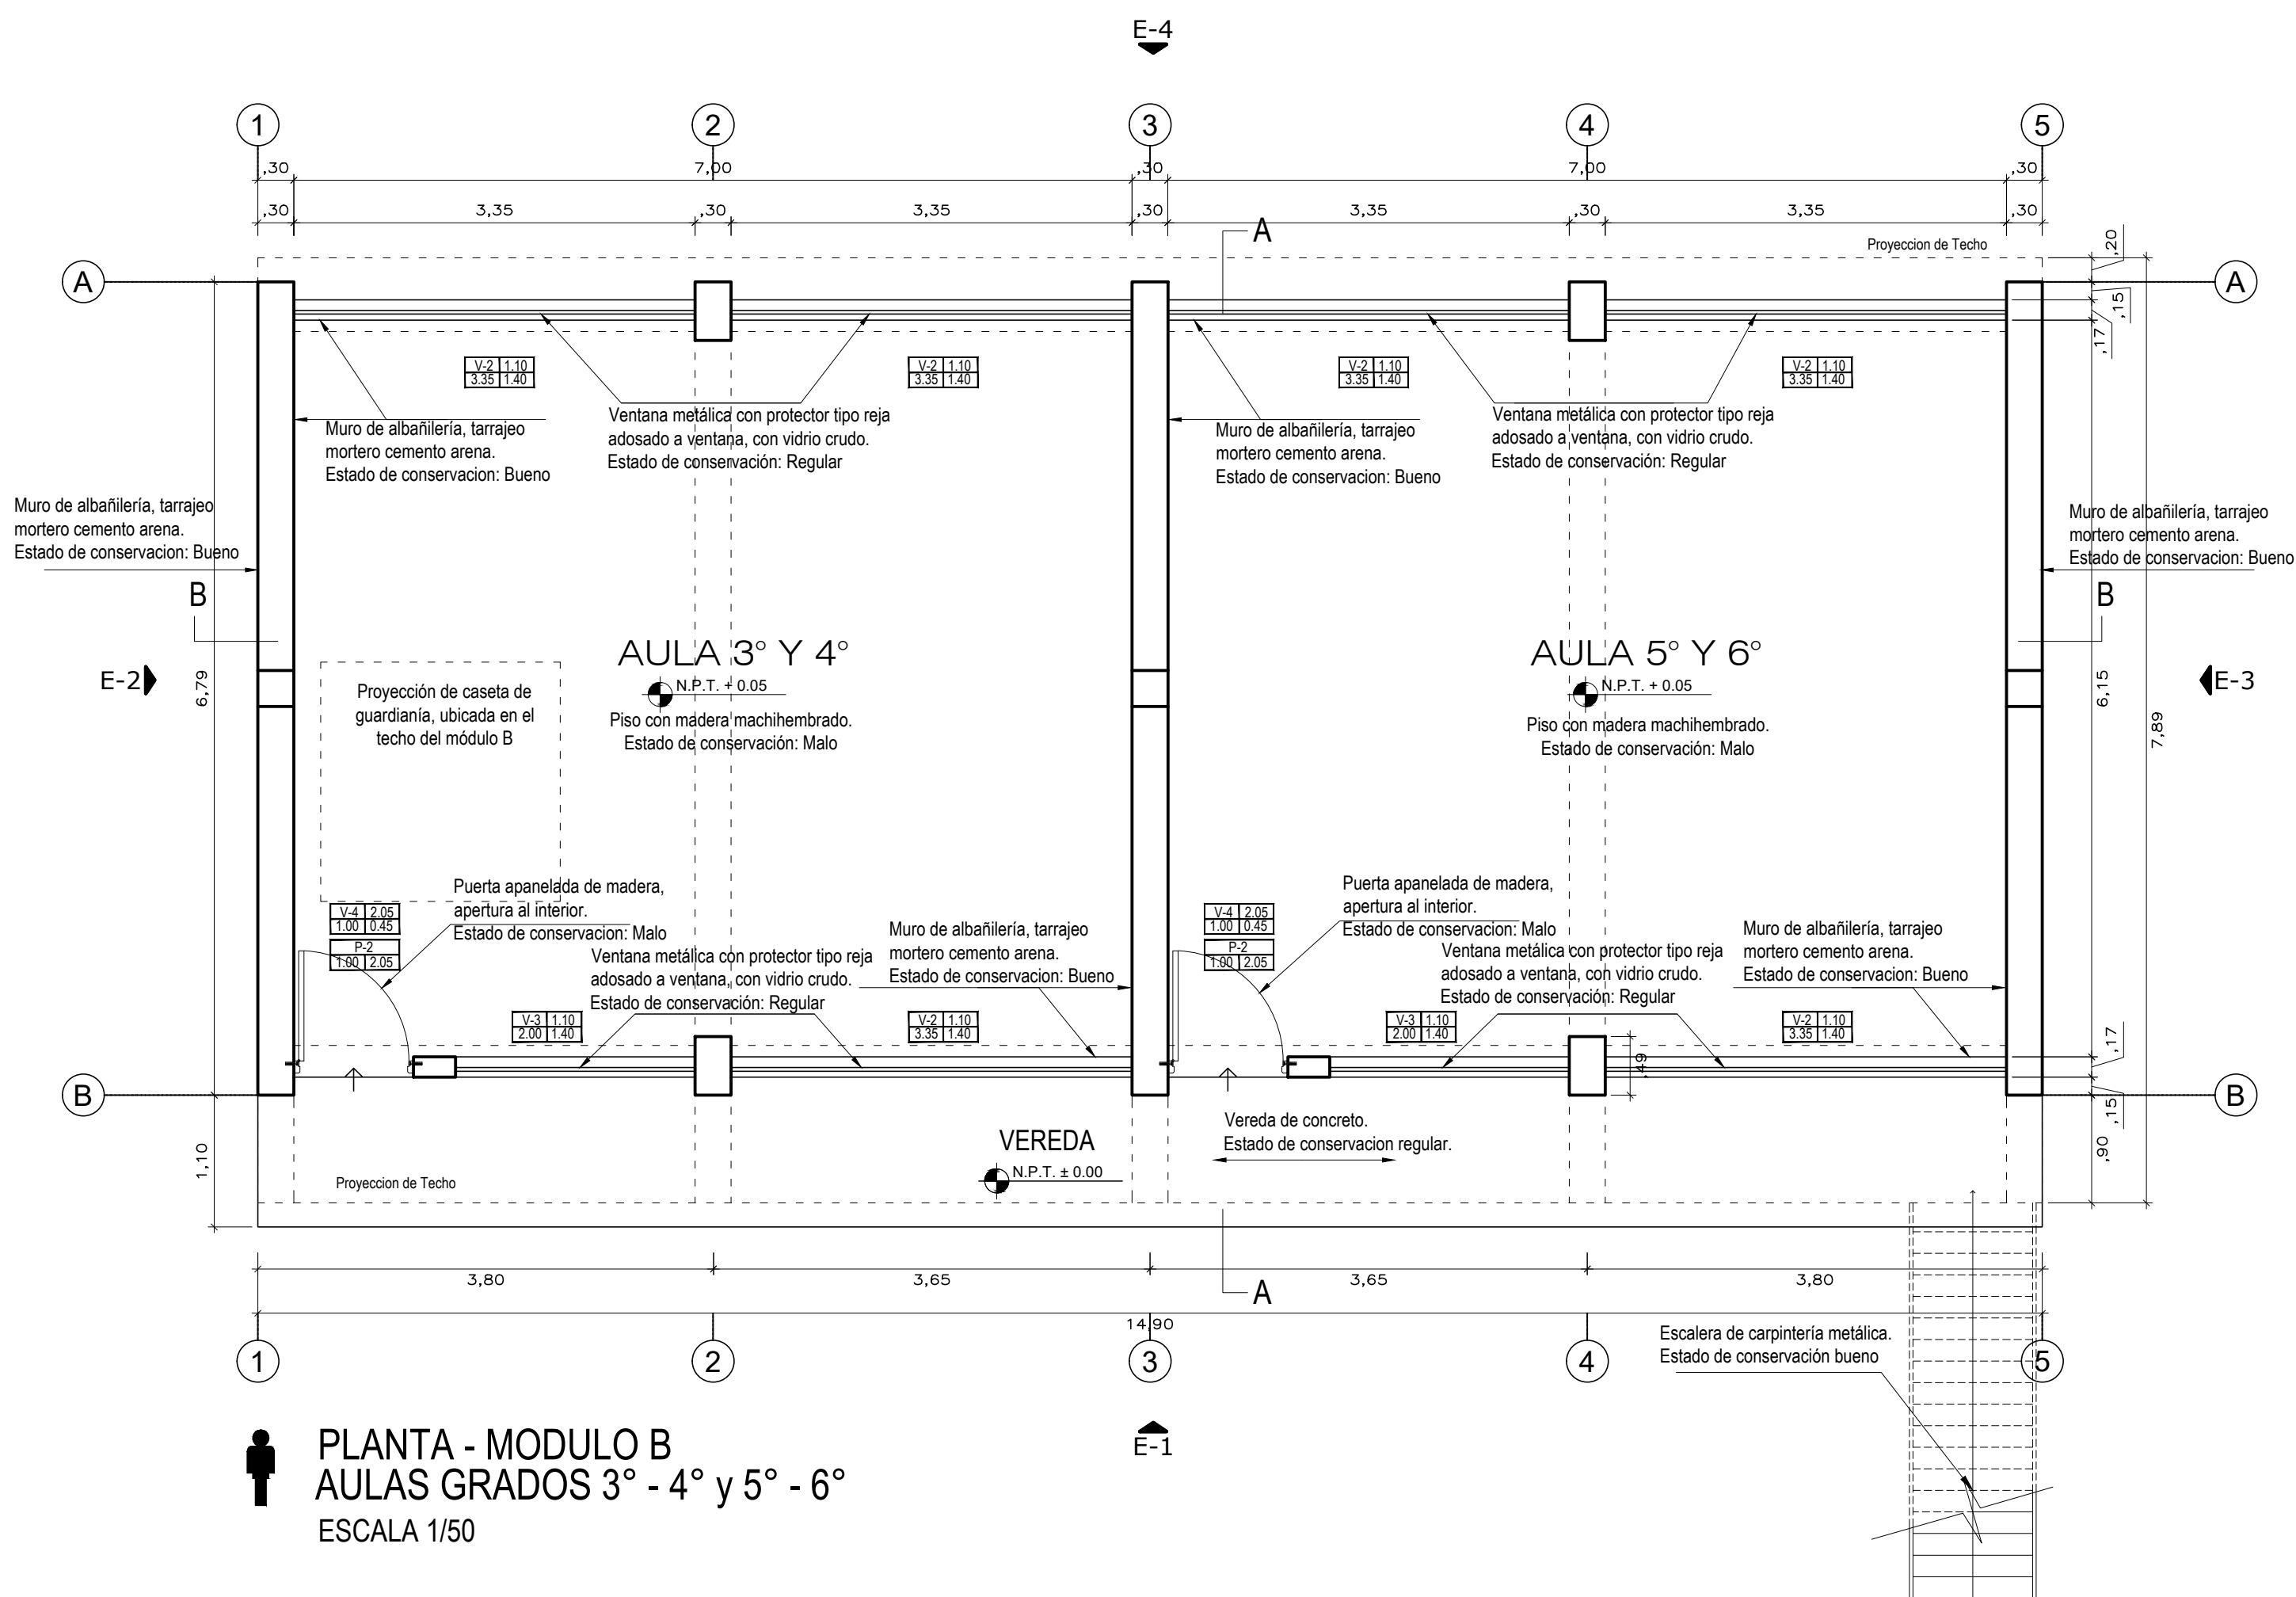 E-4
1
2
3
4
5
,30
7,00
,30
7,00
,30
,30
3,35
,30
3,35
,30
3,35
,30
3,35
,30
A
Proyeccion de Techo
,20
A
A
,15
,17
V-2 1.10
3.35 1.40
V-2 1.10
3.35 1.40
V-2 1.10
3.35 1.40
V-2 1.10
3.35 1.40
Muro de albañilería, tarrajeo
mortero cemento arena.
Estado de conservacion: Bueno
Ventana metálica con protector tipo reja
adosado a ventana, con vidrio crudo.
Estado de conservación: Regular
Muro de albañilería, tarrajeo
mortero cemento arena.
Estado de conservacion: Bueno
Ventana metálica con protector tipo reja
adosado a ventana, con vidrio crudo.
Estado de conservación: Regular
Muro de albañilería, tarrajeo
mortero cemento arena.
Estado de conservacion: Bueno
Muro de albañilería, tarrajeo
mortero cemento arena.
Estado de conservacion: Bueno
B
B
E-2
6,79
AULA 3° Y 4°
N.P.T. + 0.05
Piso con madera machihembrado.
Estado de conservación: Malo
Proyección de caseta de
guardianía, ubicada en el
techo del módulo B
AULA 5° Y 6°
N.P.T. + 0.05
Piso con madera machihembrado.
Estado de conservación: Malo
6,15
7,89
E-3
V-4 2.05
1.00 0.45
P-2
1.00 2.05
Puerta apanelada de madera,
apertura al interior.
Estado de conservacion: Malo
Ventana metálica con protector tipo reja
adosado a ventana, con vidrio crudo.
Estado de conservación: Regular
Muro de albañilería, tarrajeo
mortero cemento arena.
Estado de conservacion: Bueno
V-4 2.05
1.00 0.45
P-2
1.00 2.05
Puerta apanelada de madera,
apertura al interior.
Estado de conservacion: Malo
Ventana metálica con protector tipo reja
adosado a ventana, con vidrio crudo.
Estado de conservación: Regular
Muro de albañilería, tarrajeo
mortero cemento arena.
Estado de conservacion: Bueno
V-3 1.10
2.00 1.40
V-2 1.10
3.35 1.40
V-3 1.10
2.00 1.40
V-2 1.10
3.35 1.40
,49
,17
B
B
,15
,90
1,10
VEREDA
N.P.T. ± 0.00
Vereda de concreto.
Estado de conservacion regular.
Proyeccion de Techo
3,80
3,65
3,65
3,80
A
14,90
1
2
3
4
5
Escalera de carpintería metálica.
Estado de conservación bueno
E-1
PLANTA - MODULO B
AULAS GRADOS 3° - 4° y 5° - 6°
ESCALA 1/50